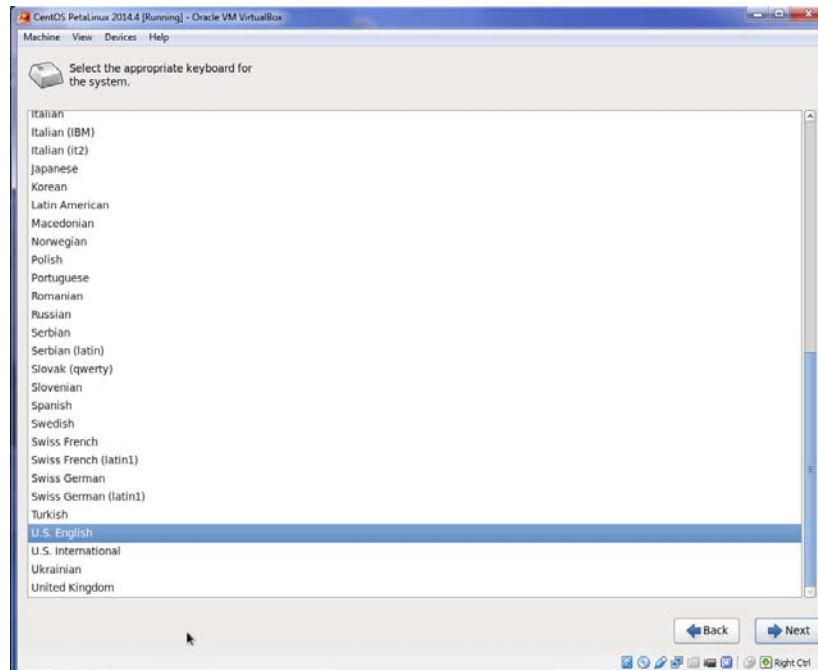 CentOS PetaLinux 2014.4 [Running] - Oracle VM VirtualBox
Machine View Devices Help
Select the appropriate keyboard for
the system.
Italian
Italian (IBM)
Italian (it2)
Japanese
Korean
Latin American
Macedonian
Norwegian
Polish
Portuguese
Romanian
Russian
Serbian
Serbian (latin)
Slovak (qwerty)
Slovenian
Spanish
Swedish
Swiss French
Swiss French (latin1)
Swiss German
Swiss German (latin1)
Turkish
U.S. English
U.S. International
Ukrainian
United Kingdom
Back Next
Right Ctrl